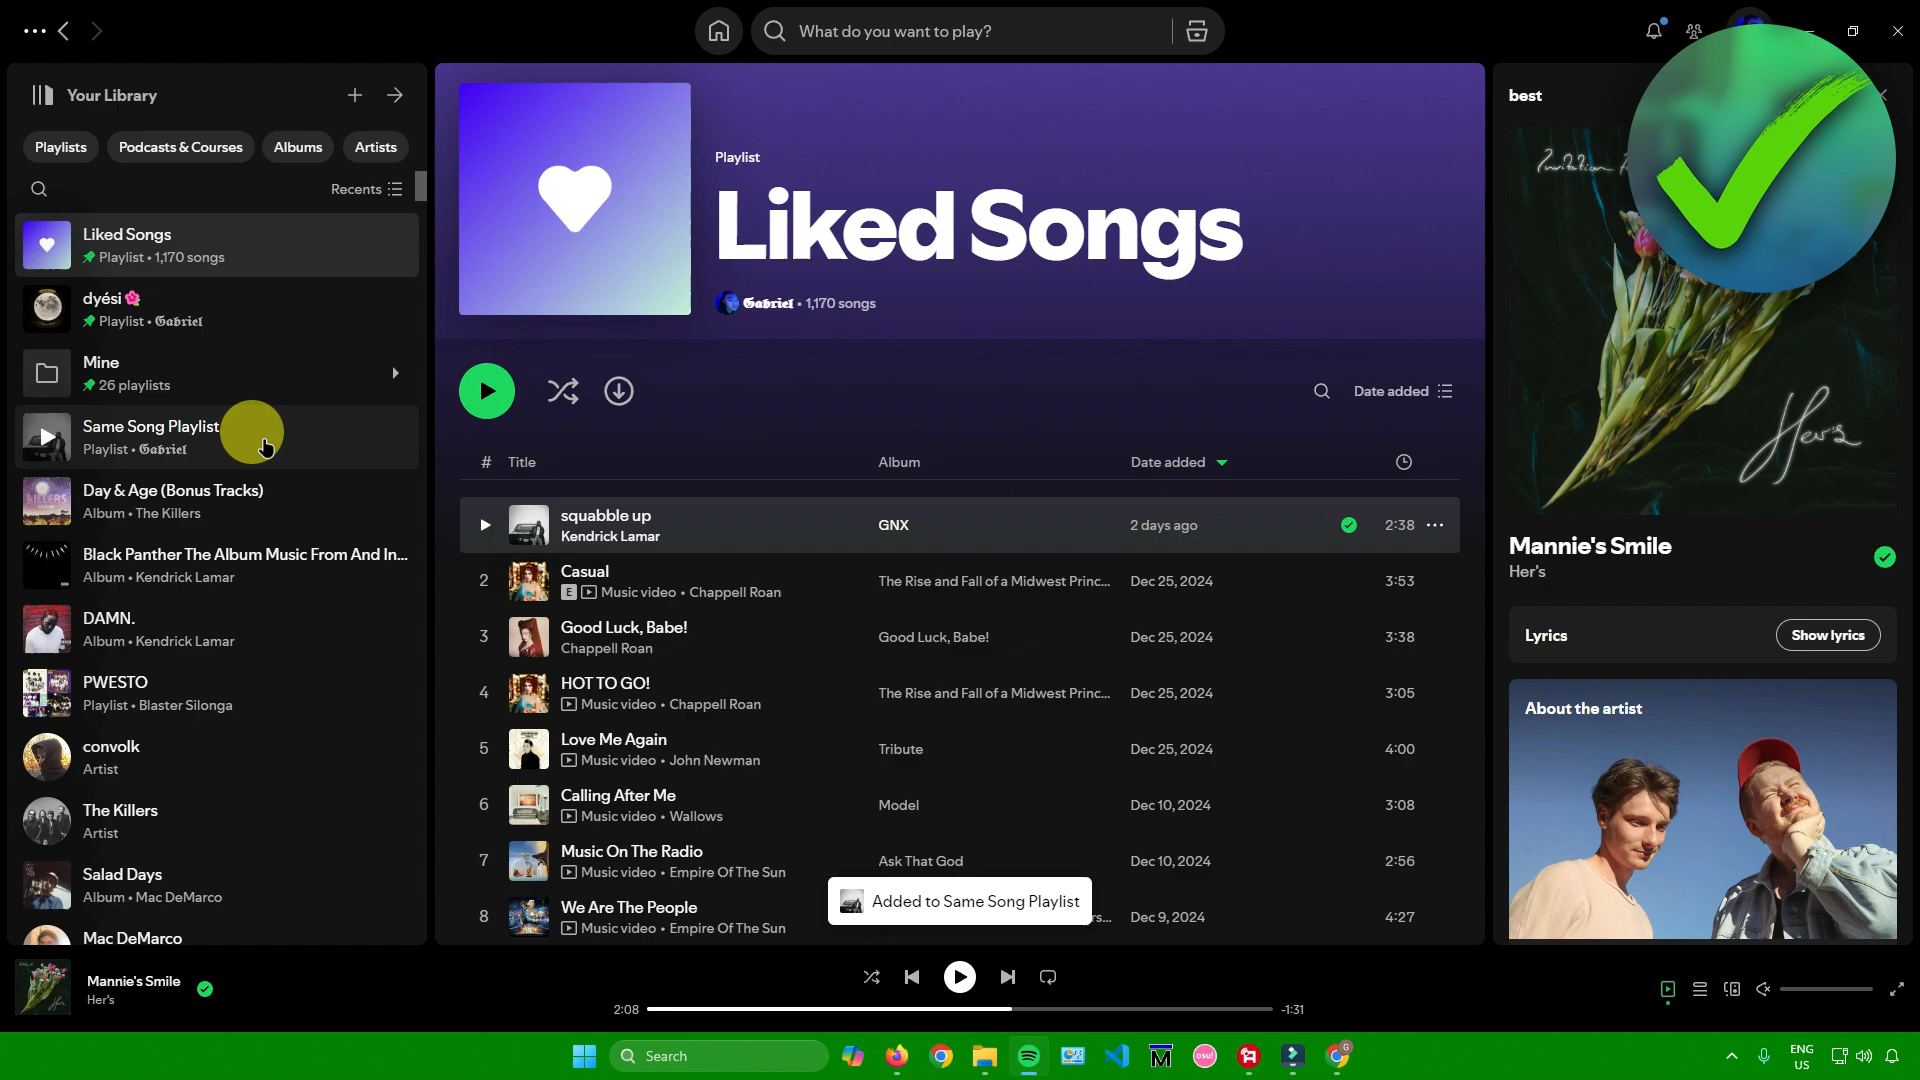 What do you want to play?
Your Library
Playlists
Podcasts & Courses
Albums
Artists
Recents
Liked Songs
Playlist • 1,170 songs
dyési
Playlist • Gabriel
Mine
26 playlists
Same Song Playlist
Playlist • Gabriel
Day & Age (Bonus Tracks)
Album • The Killers
Black Panther The Album Music From And In...
Album • Kendrick Lamar
DAMN.
Album • Kendrick Lamar
PWESTO
Playlist • Blaster Silonga
convolk
Artist
The Killers
Artist
Salad Days
Album • Mac DeMarco
Mac DeMarco
Playlist
Liked Songs
Gabriel • 1,170 songs
Date added
# Title Album Date added
squabble up
Kendrick Lamar
GNX 2 days ago 2:38
2 Casual
E Music video • Chappell Roan
The Rise and Fall of a Midwest Princ... Dec 25, 2024 3:53
3 Good Luck, Babe!
Chappell Roan
Good Luck, Babe! Dec 25, 2024 3:38
4 HOT TO GO!
Music video • Chappell Roan
The Rise and Fall of a Midwest Princ... Dec 25, 2024 3:05
5 Love Me Again
Music video • John Newman
Tribute Dec 25, 2024 4:00
6 Calling After Me
Music video • Wallows
Model Dec 10, 2024 3:08
7 Music On The Radio
Music video • Empire Of The Sun
Ask That God Dec 10, 2024 2:56
8 We Are The People
Music video • Empire Of The Sun
Dec 9, 2024 4:27
Added to Same Song Playlist
best
Her's
Mannie's Smile
Her's
Lyrics
Show lyrics
About the artist
Mannie's Smile
Her's
2:08
-1:31
Search
osu!
G
ENG
US